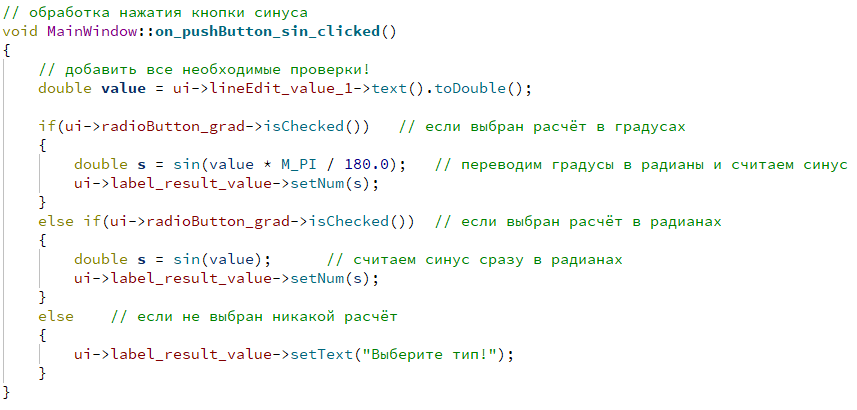 // обработка нажатия кнопки синуса
void MainWindow::on_pushButton_sin_clicked()
{
    // добавить все необходимые проверки!
    double value = ui->lineEdit_value_1->text().toDouble();

    if(ui->radioButton_grad->isChecked())   // если выбран расчёт в градусах
    {
        double s = sin(value * M_PI / 180.0);   // переводим градусы в радианы и считаем синус
        ui->label_result_value->setNum(s);
    }
    else if(ui->radioButton_grad->isChecked())  // если выбран расчёт в радианах
    {
        double s = sin(value);      // считаем синус сразу в радианах
        ui->label_result_value->setNum(s);
    }
    else    // если не выбран никакой расчёт
    {
        ui->label_result_value->setText("Выберите тип!");
    }
}